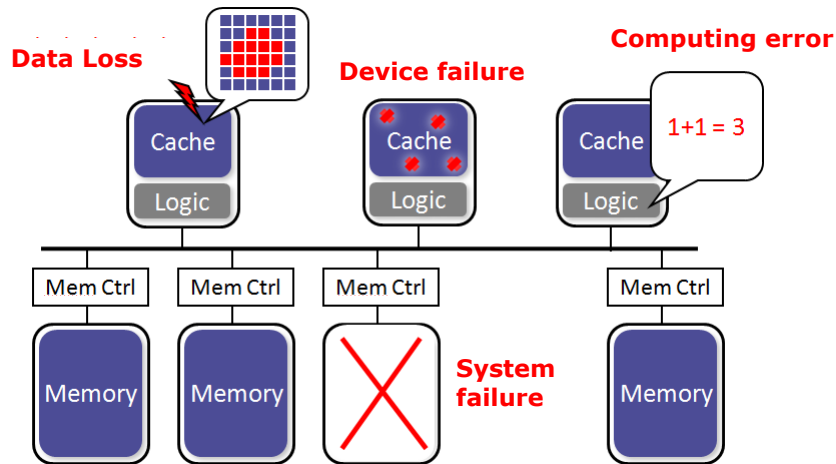 Data Loss
Device failure
Computing error
1+1 = 3
Cache
Cache
Cache
Logic
Logic
Logic
Mem Ctrl
Mem Ctrl
Mem Ctrl
Mem Ctrl
Memory
Memory
System
failure
Memory